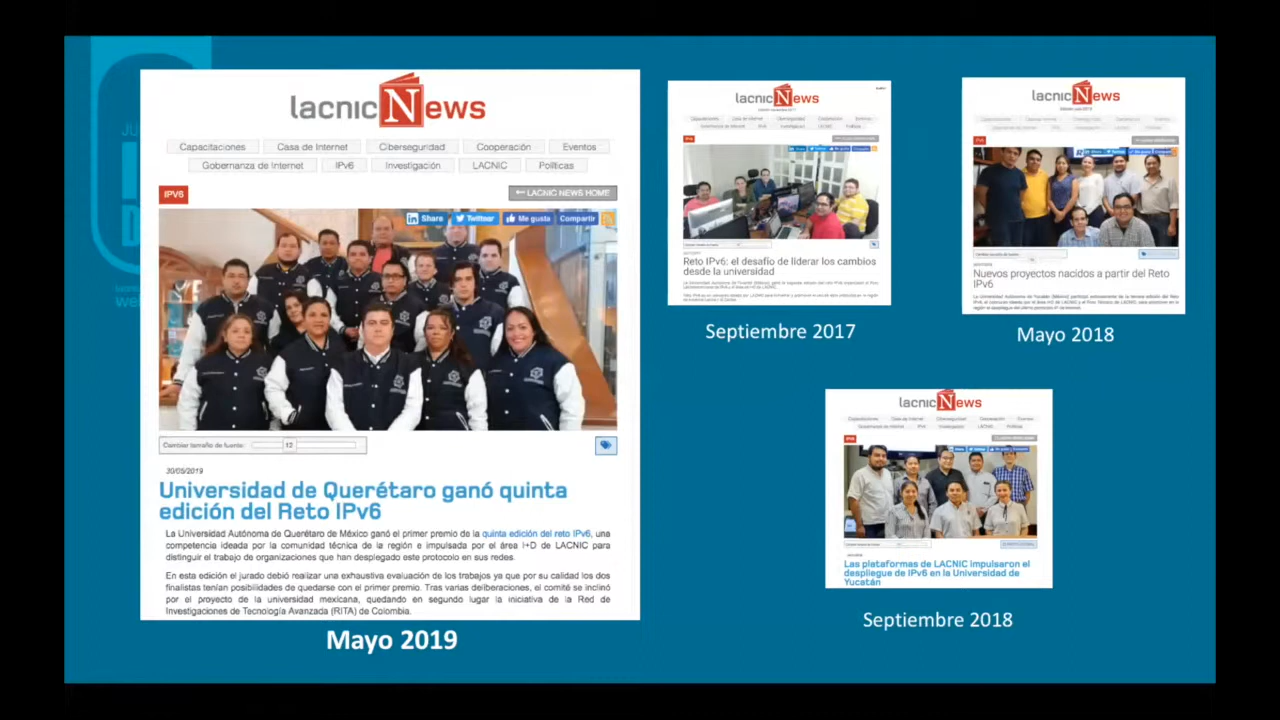 lacnic News
Capacitaciones
Casa de Internet
Ciberseguridad
Cooperación
Eventos
Gobernanza de Internet
IPv6
Investigación
LACNIC
Políticas
IPV6
LACNIC NEWS HOME
Share
Twittear
Me gusta
Compartir
Cambiar tamaño de fuente:
12
30/05/2019
Universidad de Querétaro ganó quinta
edición del Reto IPv6
La Universidad Autónoma de Querétaro de México ganó el primer premio de la quinta edición del reto IPv6, una
competencia ideada por la comunidad técnica de la región e impulsada por el área I+D de LACNIC para
distinguir el trabajo de organizaciones que han desplegado este protocolo en sus redes.
En esta edición el jurado debió realizar una exhaustiva evaluación de los trabajos ya que por su calidad los dos
finalistas tenían posibilidades de quedarse con el primer premio. Tras varias deliberaciones, el comité se inclinó
por el proyecto de la universidad mexicana, quedando en segundo lugar la iniciativa de la Red de
Investigaciones de Tecnología Avanzada (RITA) de Colombia.
Mayo 2019
lacnic News
Reto IPv6: el desafío de liderar los cambios
desde la universidad
Septiembre 2017
lacnic News
Nuevos proyectos nacidos a partir del Reto
IPv6
Mayo 2018
lacnic News
Las plataformas de LACNIC impulsaron el
despliegue de IPv6 en la Universidad de
Yucatán
Septiembre 2018